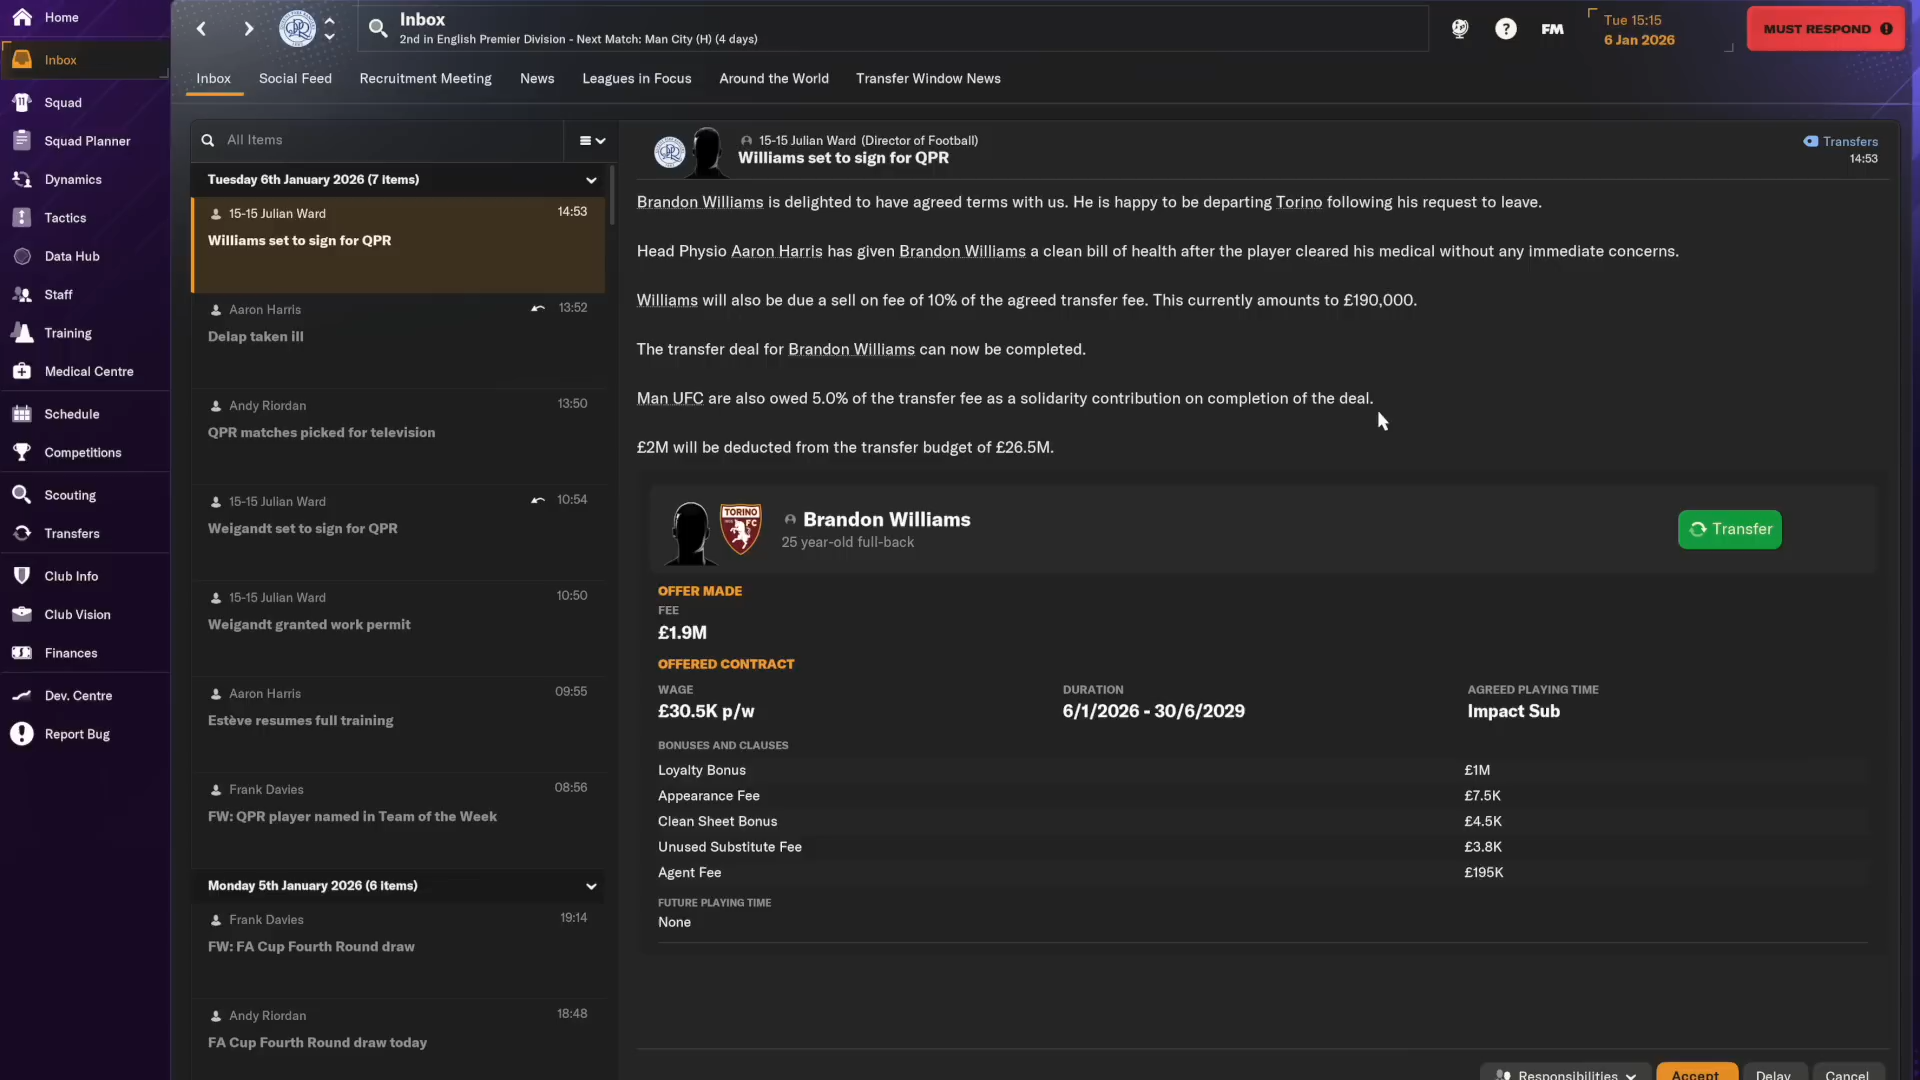 Home
Inbox
2nd in English Premier Division - Next Match: Man City (H) (4 days)
FM
Tue 15:15
6 Jan 2026
MUST RESPOND
Inbox
Squad
Squad Planner
Dynamics
Tactics
Data Hub
Staff
Training
Medical Centre
Schedule
Competitions
Scouting
Transfers
Club Info
Club Vision
Finances
Dev. Centre
Report Bug
Inbox
Social Feed
Recruitment Meeting
News
Leagues in Focus
Around the World
Transfer Window News
All Items
Tuesday 6th January 2026 (7 items)
15-15 Julian Ward
14:53
Williams set to sign for QPR
Aaron Harris
13:52
Delap taken ill
Andy Riordan
13:50
QPR matches picked for television
15-15 Julian Ward
10:54
Weigandt set to sign for QPR
15-15 Julian Ward
10:50
Weigandt granted work permit
Aaron Harris
09:55
Estève resumes full training
Frank Davies
08:56
FW: QPR player named in Team of the Week
Monday 5th January 2026 (6 items)
Frank Davies
19:14
FW: FA Cup Fourth Round draw
Andy Riordan
18:48
FA Cup Fourth Round draw today
15-15 Julian Ward (Director of Football)
Williams set to sign for QPR
Transfers
14:53
Brandon Williams is delighted to have agreed terms with us. He is happy to be departing Torino following his request to leave.
Head Physio Aaron Harris has given Brandon Williams a clean bill of health after the player cleared his medical without any immediate concerns.
Williams will also be due a sell on fee of 10% of the agreed transfer fee. This currently amounts to £190,000.
The transfer deal for Brandon Williams can now be completed.
Man UFC are also owed 5.0% of the transfer fee as a solidarity contribution on completion of the deal.
£2M will be deducted from the transfer budget of £26.5M.
TORINO
FC
Brandon Williams
25 year-old full-back
Transfer
OFFER MADE
FEE
£1.9M
OFFERED CONTRACT
WAGE
£30.5K p/w
DURATION
6/1/2026 - 30/6/2029
AGREED PLAYING TIME
Impact Sub
BONUSES AND CLAUSES
Loyalty Bonus
£1M
Appearance Fee
£7.5K
Clean Sheet Bonus
£4.5K
Unused Substitute Fee
£3.8K
Agent Fee
£195K
FUTURE PLAYING TIME
None
Responsibilities
Accept
Delay
Cancel